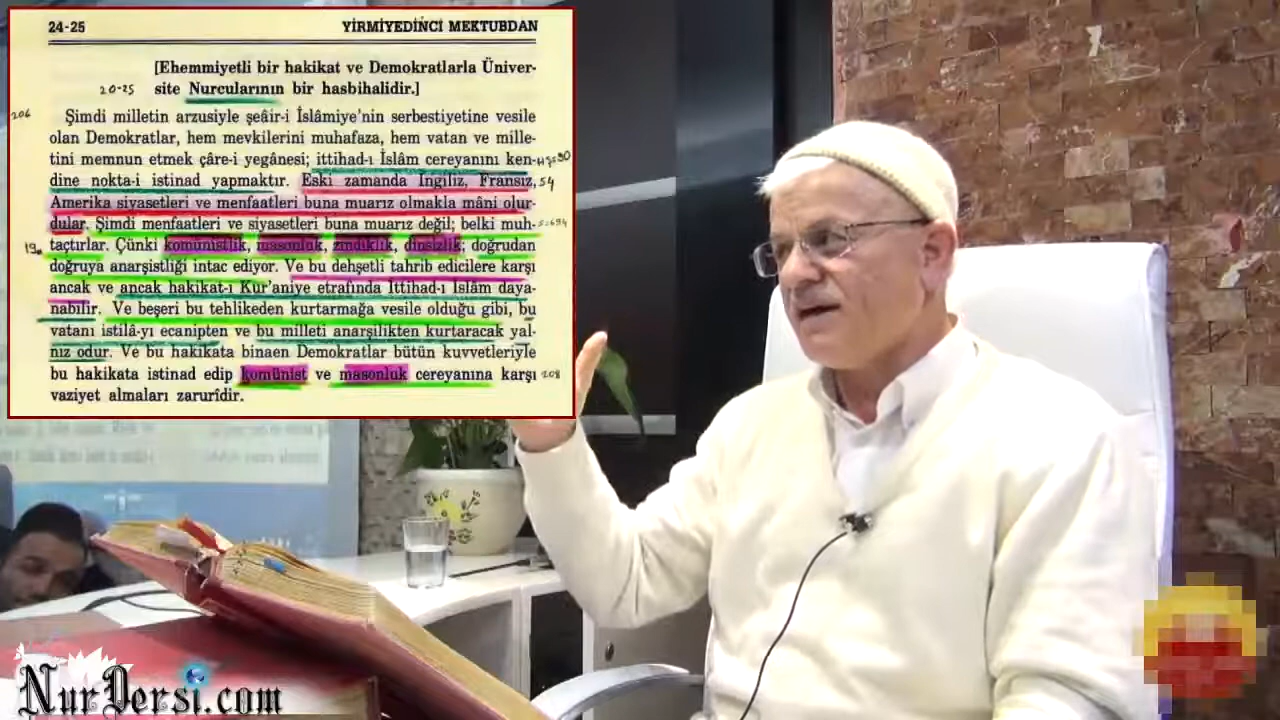 24-25 YİRMİYEDİNCİ MEKTUBDAN
[Ehemmiyetli bir hakikat ve Demokratlarla Üniver-
20-25 site Nurcularının bir hasbihalidir.]
206 Şimdi milletin arzusiyle şeâir-i İslâmiye'nin serbestiyetine vesile
olan Demokratlar, hem mevkilerini muhafaza, hem vatan ve mille-
tini memnun etmek çâre-i yegânesi; ittihad-ı İslâm cereyanını ken-
dine nokta-i istinad yapmaktır. Eski zamanda İngiliz, Fransız, 54
Amerika siyasetleri ve menfaatleri buna muarız olmakla mâni olur-
dular. Şimdi menfaatleri ve siyasetleri buna muarız değil; belki muh-
taçtırlar. Çünki komünistlik, masonluk, zındıklık, dinsizlik; doğrudan
doğruya anarşistliği intac ediyor. Ve bu dehşetli tahrib edicilere karşı
ancak ve ancak hakikat-ı Kur'aniye etrafında İttihad-ı İslâm daya-
nabilir. Ve beşeri bu tehlikeden kurtarmağa vesile olduğu gibi, bu
vatanı istilâ-yı ecanipten ve bu milleti anarşilikten kurtaracak yal-
nız odur. Ve bu hakikata binaen Demokratlar bütün kuvvetleriyle
bu hakikata istinad edip komünist ve masonluk cereyanına karşı 208
vaziyet almaları zarurîdir.
NurDersi.com